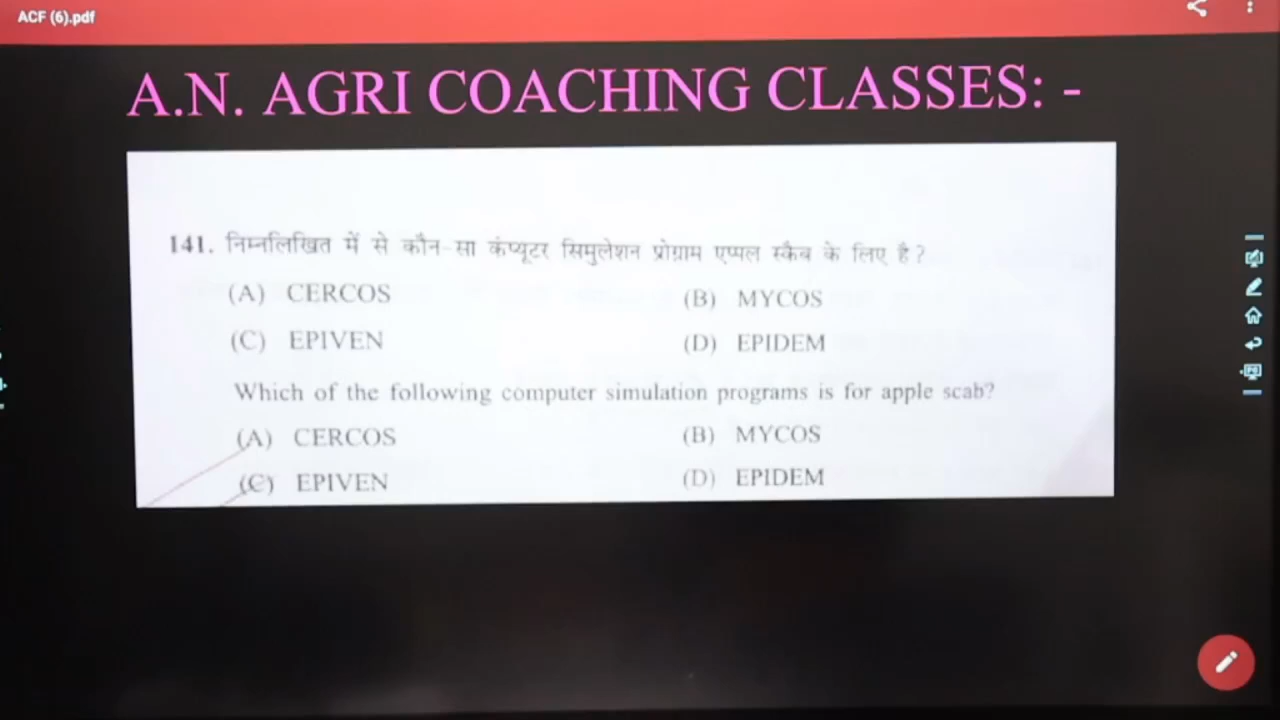 ACF (6).pdf
A.N. AGRI COACHING CLASSES: -
141. निम्नलिखित में से कौन-सा कंप्यूटर सिमुलेशन प्रोग्राम एप्पल स्कैब के लिए है?
(A) CERCOS (B) MYCOS
(C) EPIVEN (D) EPIDEM
Which of the following computer simulation programs is for apple scab?
(A) CERCOS (B) MYCOS
(C) EPIVEN (D) EPIDEM